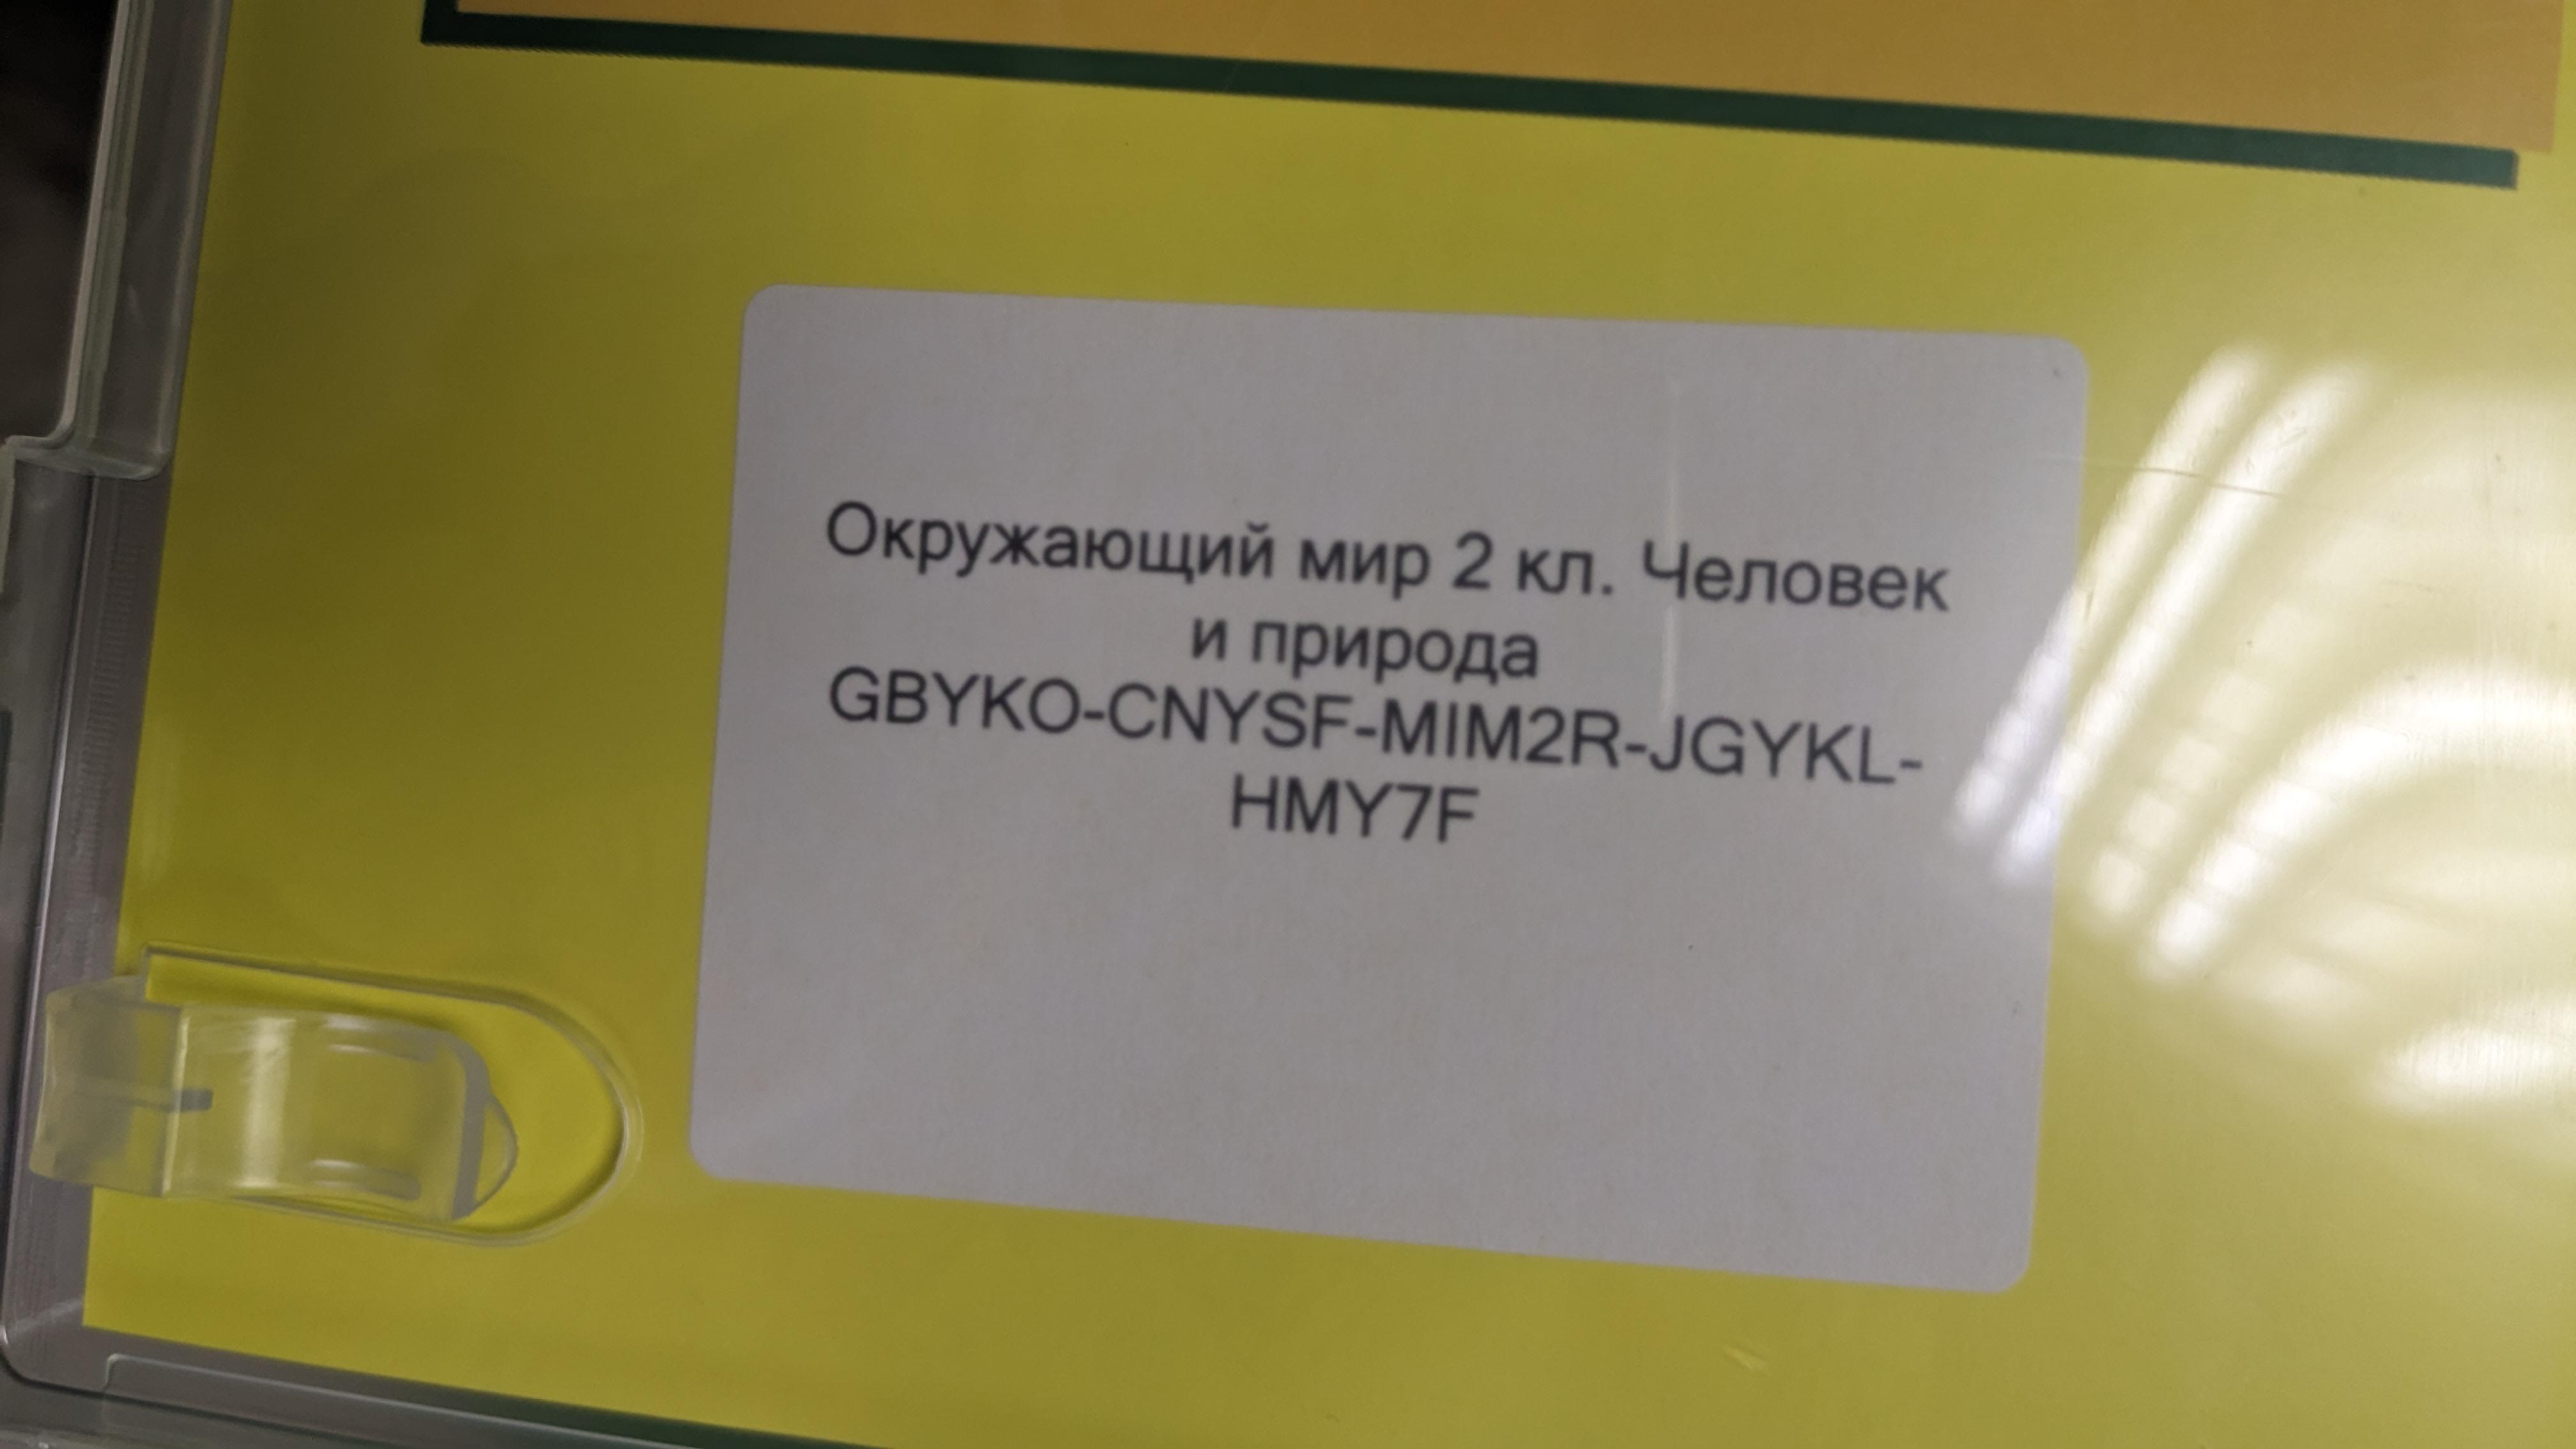 Окружающий мир 2 кл. Человек
и природа
GBYKO-CNYSF-MIM2R-JGYKL-
HMY7F